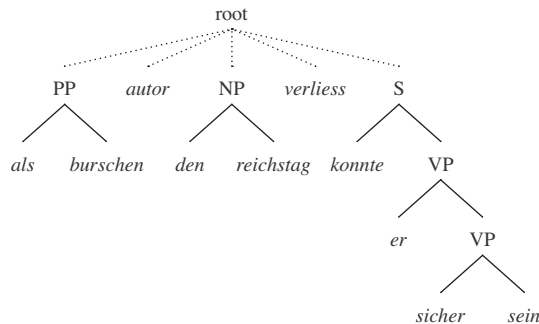 root
PP autor NP verliess S
als burschen den reichstag konnte VP
er VP
sicher sein